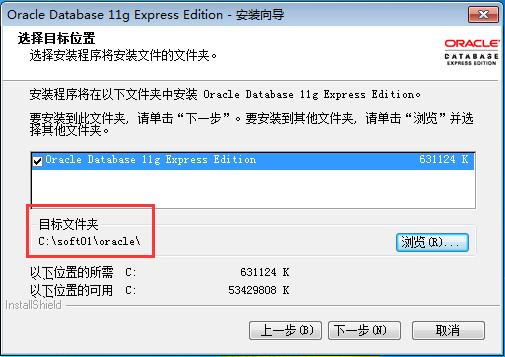 Oracle Database 11g Express Edition - 安装向导
选择目标位置
选择安装程序将安装文件的文件夹。
ORACLE
DATABASE
EXPRESS EDITION
安装程序将在以下文件夹中安装 Oracle Database 11g Express Edition。
要安装到此文件夹，请单击“下一步”。要安装到其他文件夹，请单击“浏览”并选
择其他文件夹。
Oracle Database 11g Express Edition 631124 K
目标文件夹
C:\soft01\oracle\
浏览(R)...
以下位置的所需 C: 631124 K
以下位置的可用 C: 53429808 K
InstallShield
上一步(B) 下一步(N) 取消